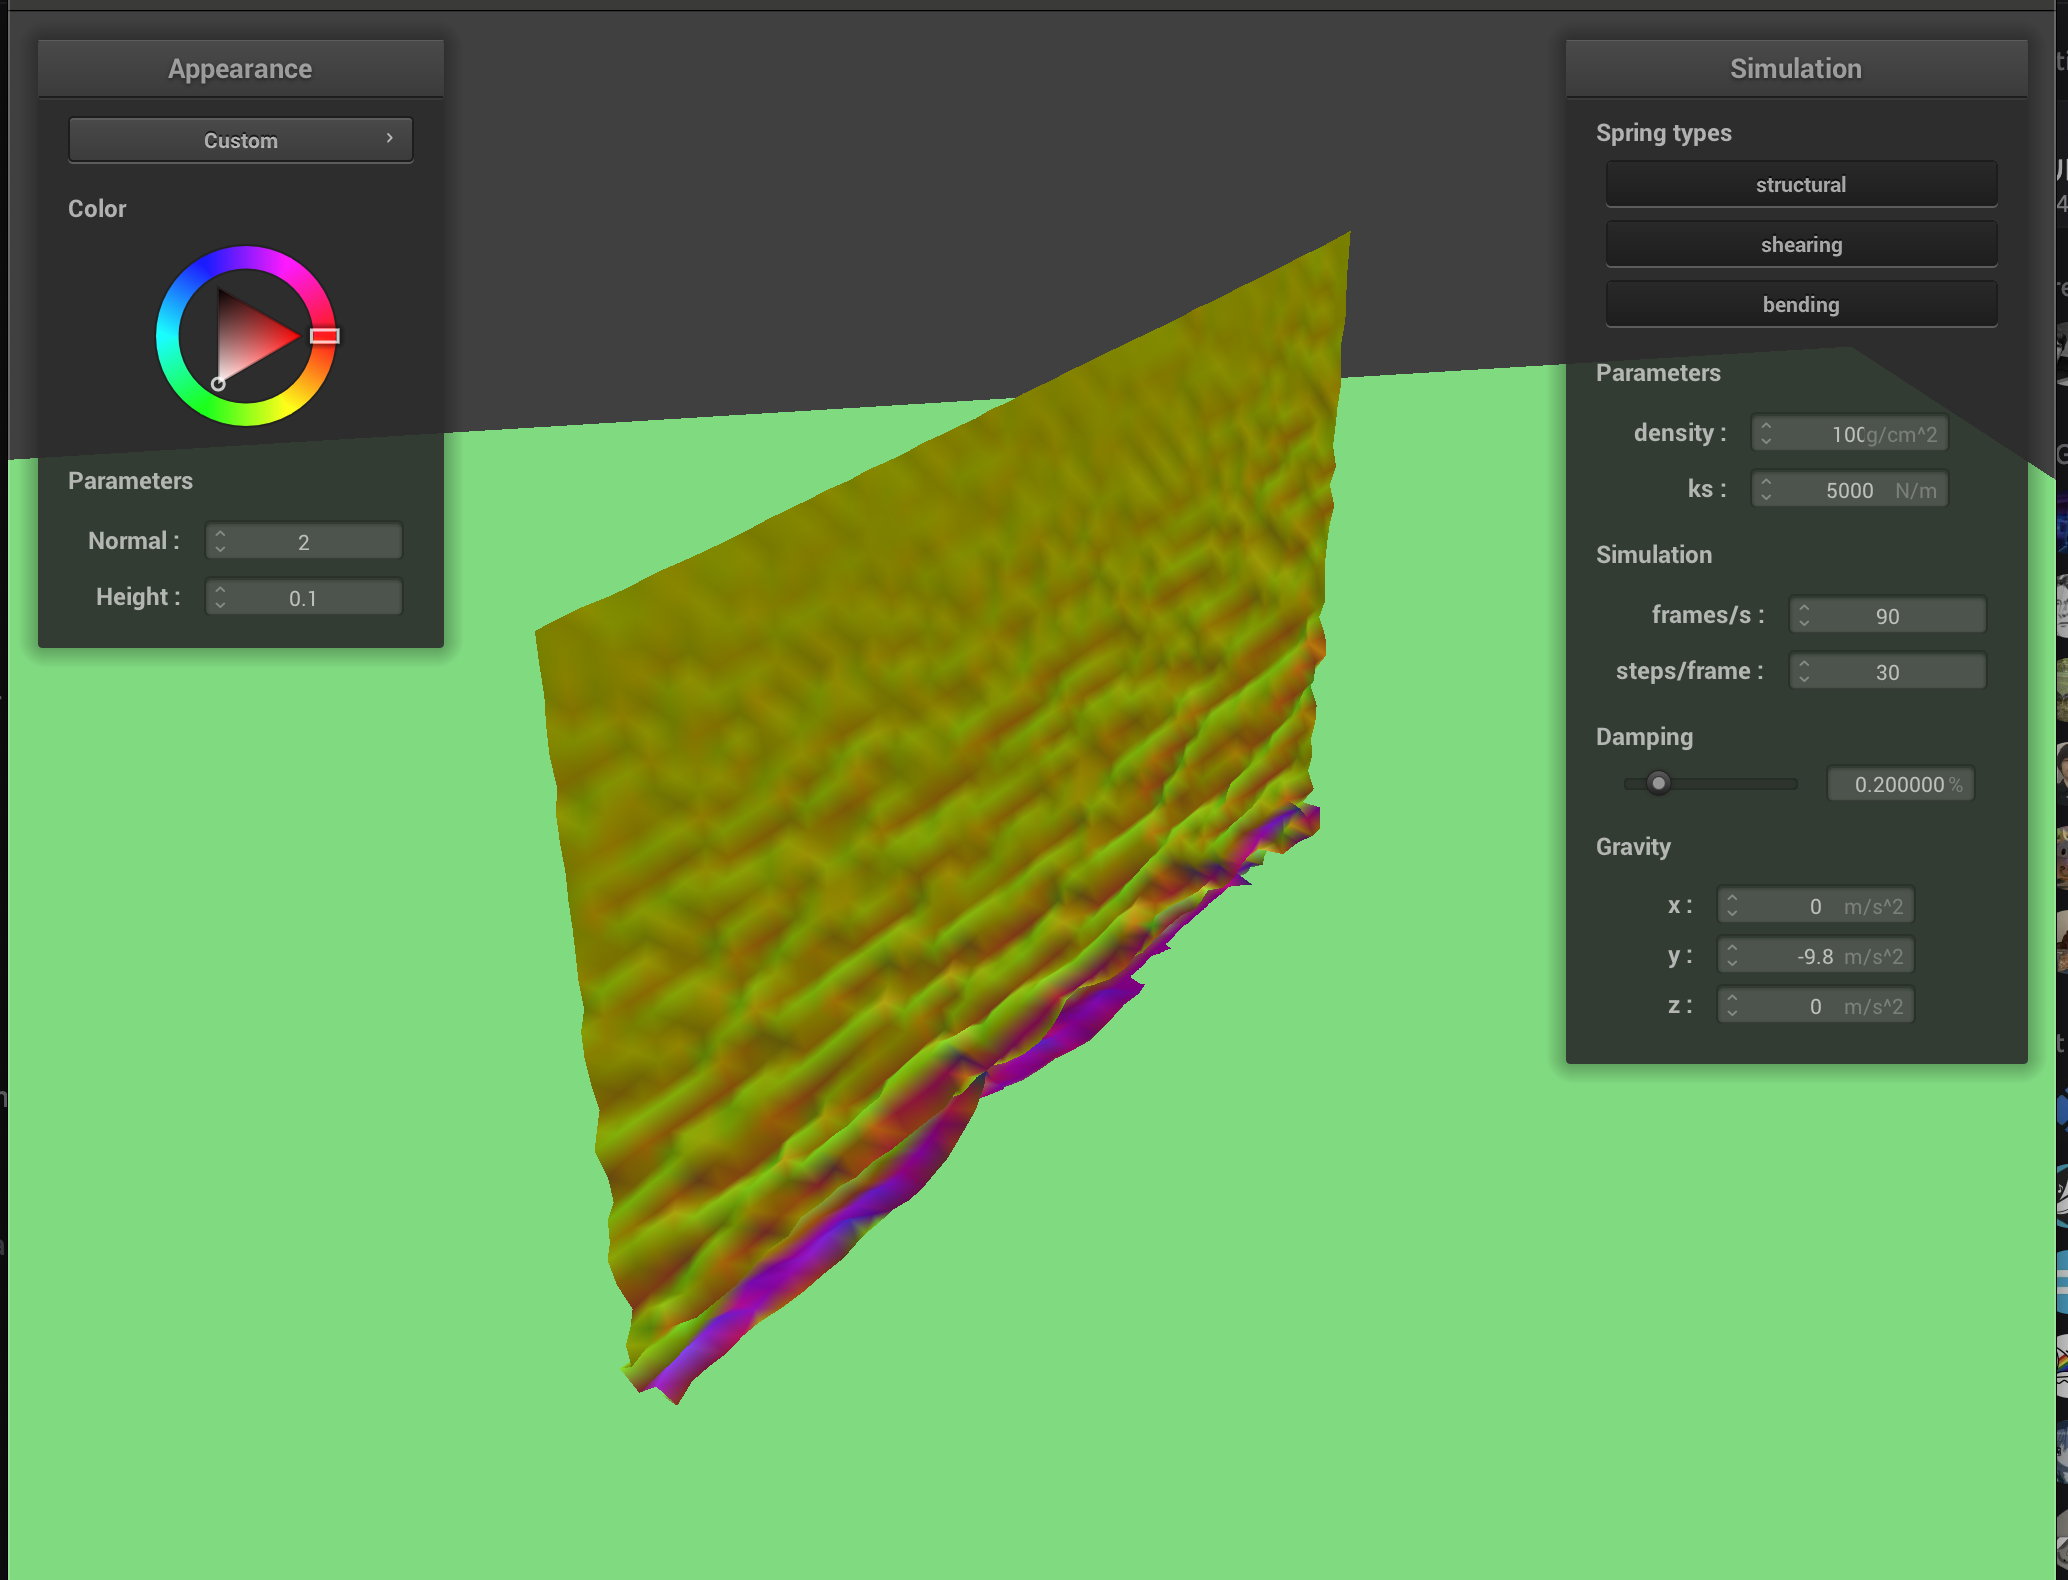 Appearance
Custom
Color
Parameters
Normal : 2
Height : 0.1
Simulation
Spring types
structural
shearing
bending
Parameters
density : 100 g/cm^2
ks : 5000 N/m
Simulation
frames/s : 90
steps/frame : 30
Damping
0.200000 %
Gravity
x : 0 m/s^2
y : -9.8 m/s^2
z : 0 m/s^2